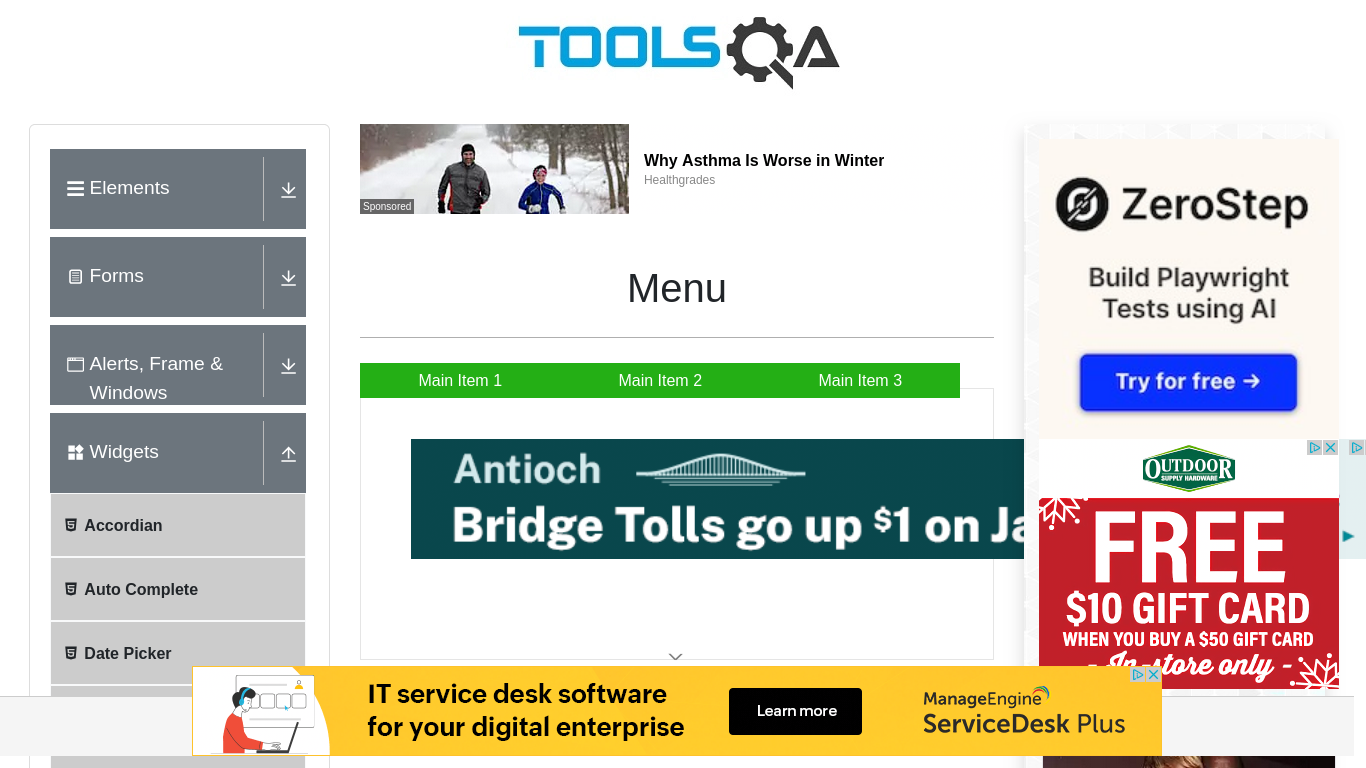 TOOLSQA
Elements
Forms
Alerts, Frame &
Windows
Widgets
Accordian
Auto Complete
Date Picker
Sponsored
Why Asthma Is Worse in Winter
Healthgrades
Menu
Main Item 1
Main Item 2
Main Item 3
Antioch
Bridge Tolls go up $1 on Ja
ZeroStep
Build Playwright
Tests using AI
Try for free →
OUTDOOR
SUPPLY HARDWARE
FREE
$10 GIFT CARD
WHEN YOU BUY A $50 GIFT CARD
- In-store only -
IT service desk software
for your digital enterprise
Learn more
ManageEngine
ServiceDesk Plus